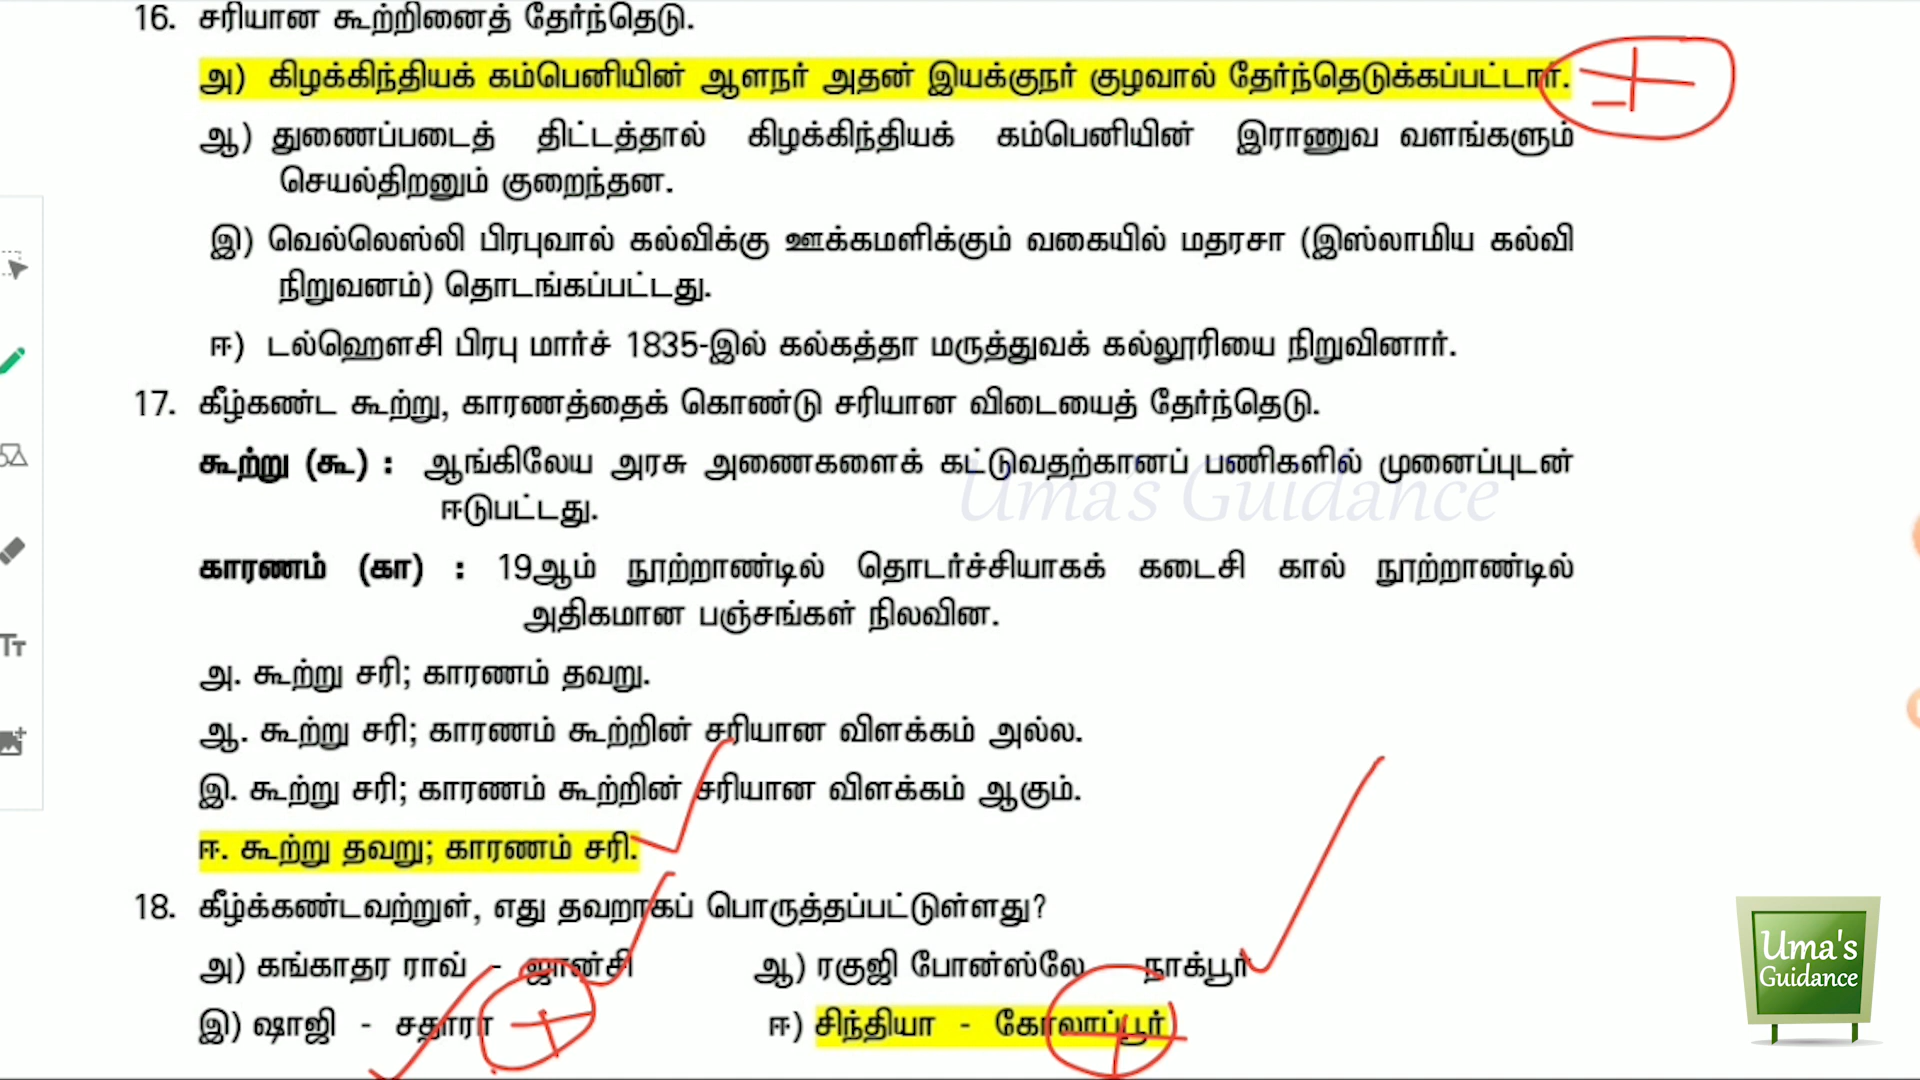 16. சரியான கூற்றினைத் தேர்ந்தெடு.
அ) கிழக்கிந்தியக் கம்பெனியின் ஆளநர் அதன் இயக்குநர் குழவால் தேர்ந்தெடுக்கப்பட்டார்.
ஆ) துணைப்படைத் திட்டத்தால் கிழக்கிந்தியக் கம்பெனியின் இராணுவ வளங்களும்
செயல்திறனும் குறைந்தன.
இ) வெல்லெஸ்லி பிரபுவால் கல்விக்கு ஊக்கமளிக்கும் வகையில் மதரசா (இஸ்லாமிய கல்வி
நிறுவனம்) தொடங்கப்பட்டது.
ஈ) டல்ஹௌசி பிரபு மார்ச் 1835-இல் கல்கத்தா மருத்துவக் கல்லூரியை நிறுவினார்.
17. கீழ்கண்ட கூற்று, காரணத்தைக் கொண்டு சரியான விடையைத் தேர்ந்தெடு.
கூற்று (கூ) : ஆங்கிலேய அரசு அணைகளைக் கட்டுவதற்கானப் பணிகளில் முனைப்புடன்
ஈடுபட்டது.
Uma's Guidance
காரணம் (கா) : 19ஆம் நூற்றாண்டில் தொடர்ச்சியாகக் கடைசி கால் நூற்றாண்டில்
அதிகமான பஞ்சங்கள் நிலவின.
அ. கூற்று சரி; காரணம் தவறு.
ஆ. கூற்று சரி; காரணம் கூற்றின் சரியான விளக்கம் அல்ல.
இ. கூற்று சரி; காரணம் கூற்றின் சரியான விளக்கம் ஆகும்.
ஈ. கூற்று தவறு; காரணம் சரி.
18. கீழ்க்கண்டவற்றுள், எது தவறாகப் பொருத்தப்பட்டுள்ளது?
அ) கங்காதர ராவ் - ஜான்சி ஆ) ரகுஜி போன்ஸ்லே நாக்பூர்
இ) ஷாஜி - சதாரா ஈ) சிந்தியா - கோலாப்பூர்
Uma's
Guidance
Tт